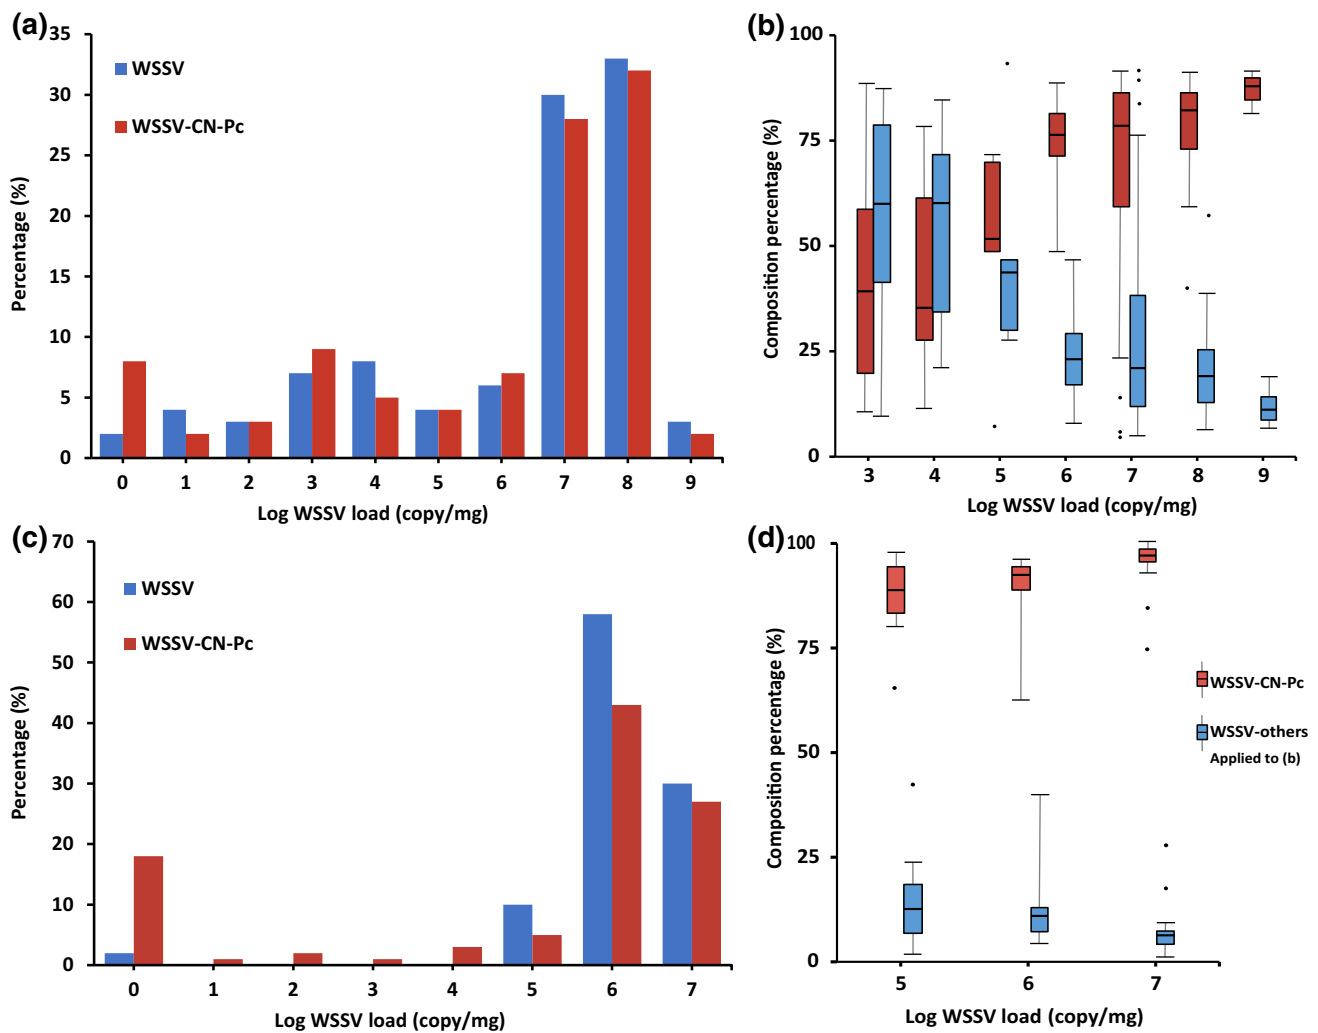 (a)
35
30
25
20
15
10
5
0
Percentage (%)
WSSV
WSSV-CN-Pc
0 1 2 3 4 5 6 7 8 9
Log WSSV load (copy/mg)
(b)
100
75
50
25
0
Composition percentage (%)
3 4 5 6 7 8 9
Log WSSV load (copy/mg)
(c)
70
60
50
40
30
20
10
0
Percentage (%)
WSSV
WSSV-CN-Pc
0 1 2 3 4 5 6 7
Log WSSV load (copy/mg)
(d)
100
75
50
25
0
Composition percentage (%)
WSSV-CN-Pc
WSSV-others
Applied to (b)
5 6 7
Log WSSV load (copy/mg)